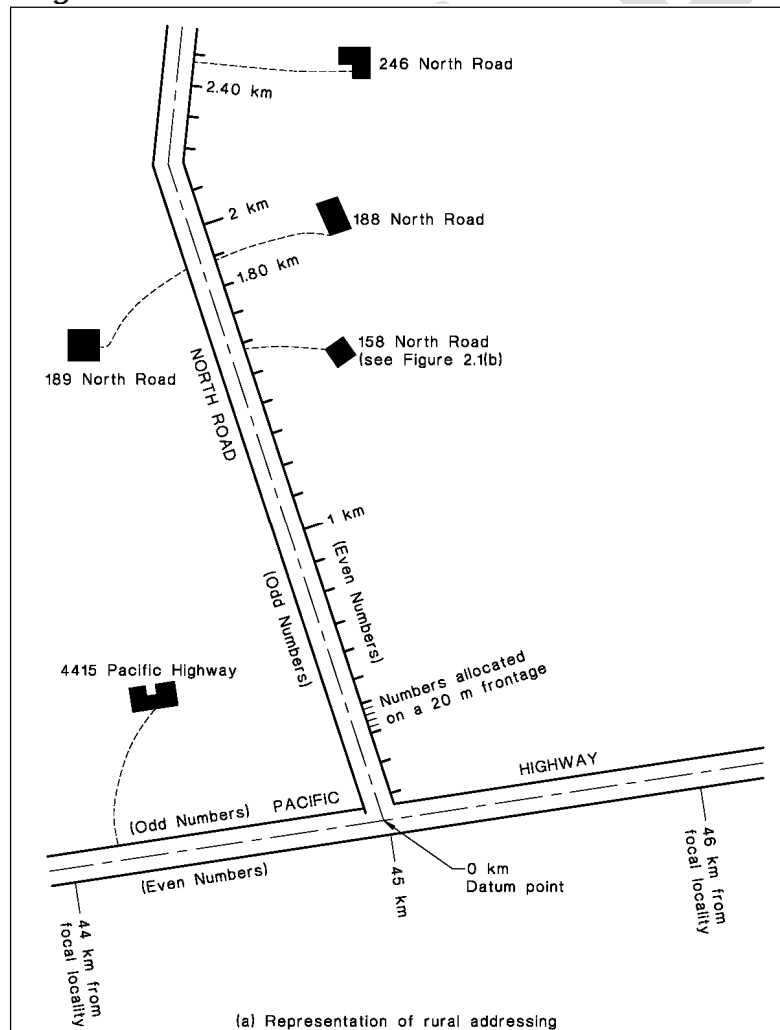 246 North Road
2.40 km
2 km
188 North Road
1.80 km
158 North Road
(see Figure 2.1(b)
189 North Road
NORTH ROAD
1 km
(Even Numbers)
(Odd Numbers)
4415 Pacific Highway
Numbers allocated
on a 20 m frontage
HIGHWAY
PACIFIC
(Odd Numbers)
(Even Numbers)
0 km
Datum point
45 km
46 km from
focal locality
44 km from
focal locality
(a) Representation of rural addressing